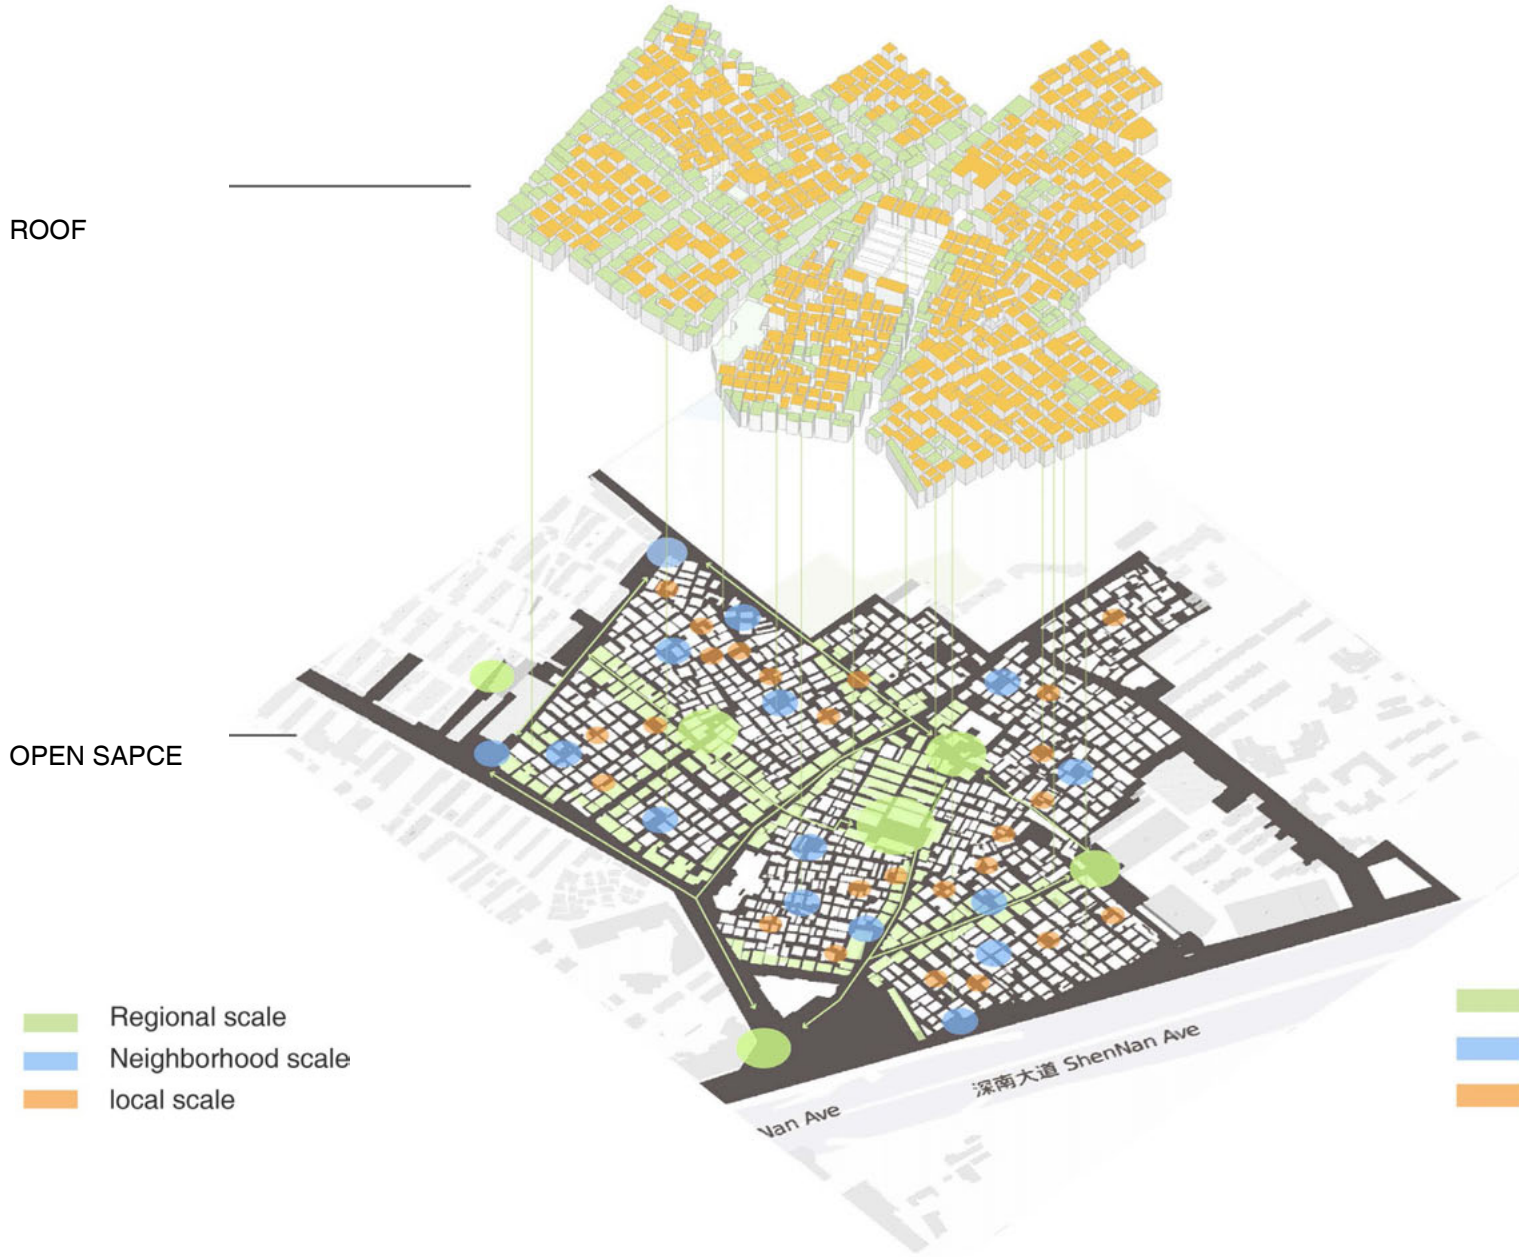 ROOF
OPEN SAPCE
Regional scale
Neighborhood scale
local scale
深南大道 ShenNan Ave
Nan Ave